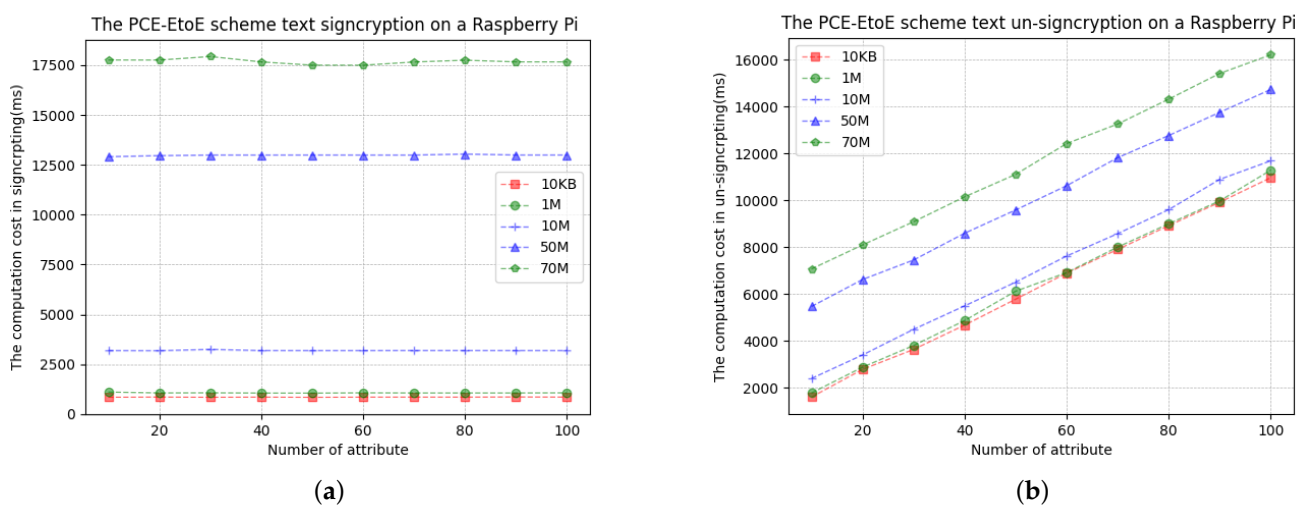 The PCE-EtoE scheme text signcryption on a Raspberry Pi
The computation cost in signcrpting(ms)
17500
15000
12500
10000
7500
5000
2500
0
10KB
1M
10M
50M
70M
20
40
60
80
100
Number of attribute
(a)
The PCE-EtoE scheme text un-signcryption on a Raspberry Pi
The computation cost in un-signcrpting(ms)
16000
14000
12000
10000
8000
6000
4000
2000
10KB
1M
10M
50M
70M
20
40
60
80
100
Number of attribute
(b)